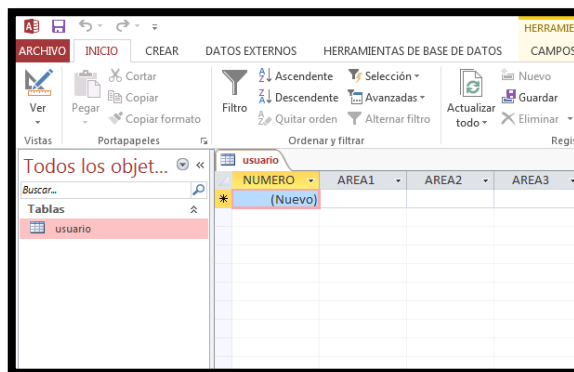 HERRAMIE
ARCHIVO INICIO CREAR DATOS EXTERNOS HERRAMIENTAS DE BASE DE DATOS CAMPOS
Ver
Pegar
Cortar
Copiar
Copiar formato
Filtro
Ascendente
Descendente
Quitar orden
Selección
Avanzadas
Alternar filtro
Actualizar
todo
Nuevo
Guardar
Eliminar
Vistas Portapapeles Ordenar y filtrar Regis
Todos los objet...
Buscar...
Tablas
usuario
usuario
NUMERO AREA1 AREA2 AREA3
(Nuevo)